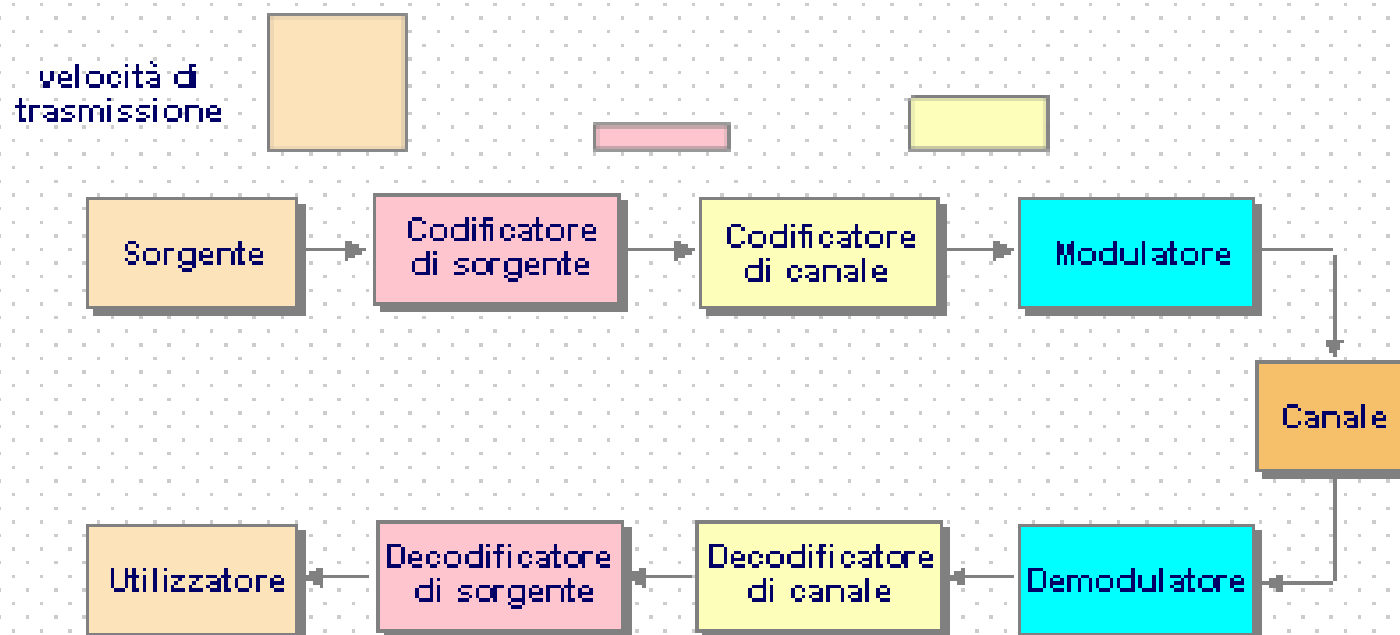 velocità di
trasmissione
Sorgente
Codificatore
di sorgente
Codificatore
di canale
Modulatore
Canale
Utilizzatore
Decodificatore
di sorgente
Decodificatore
di canale
Demodulatore